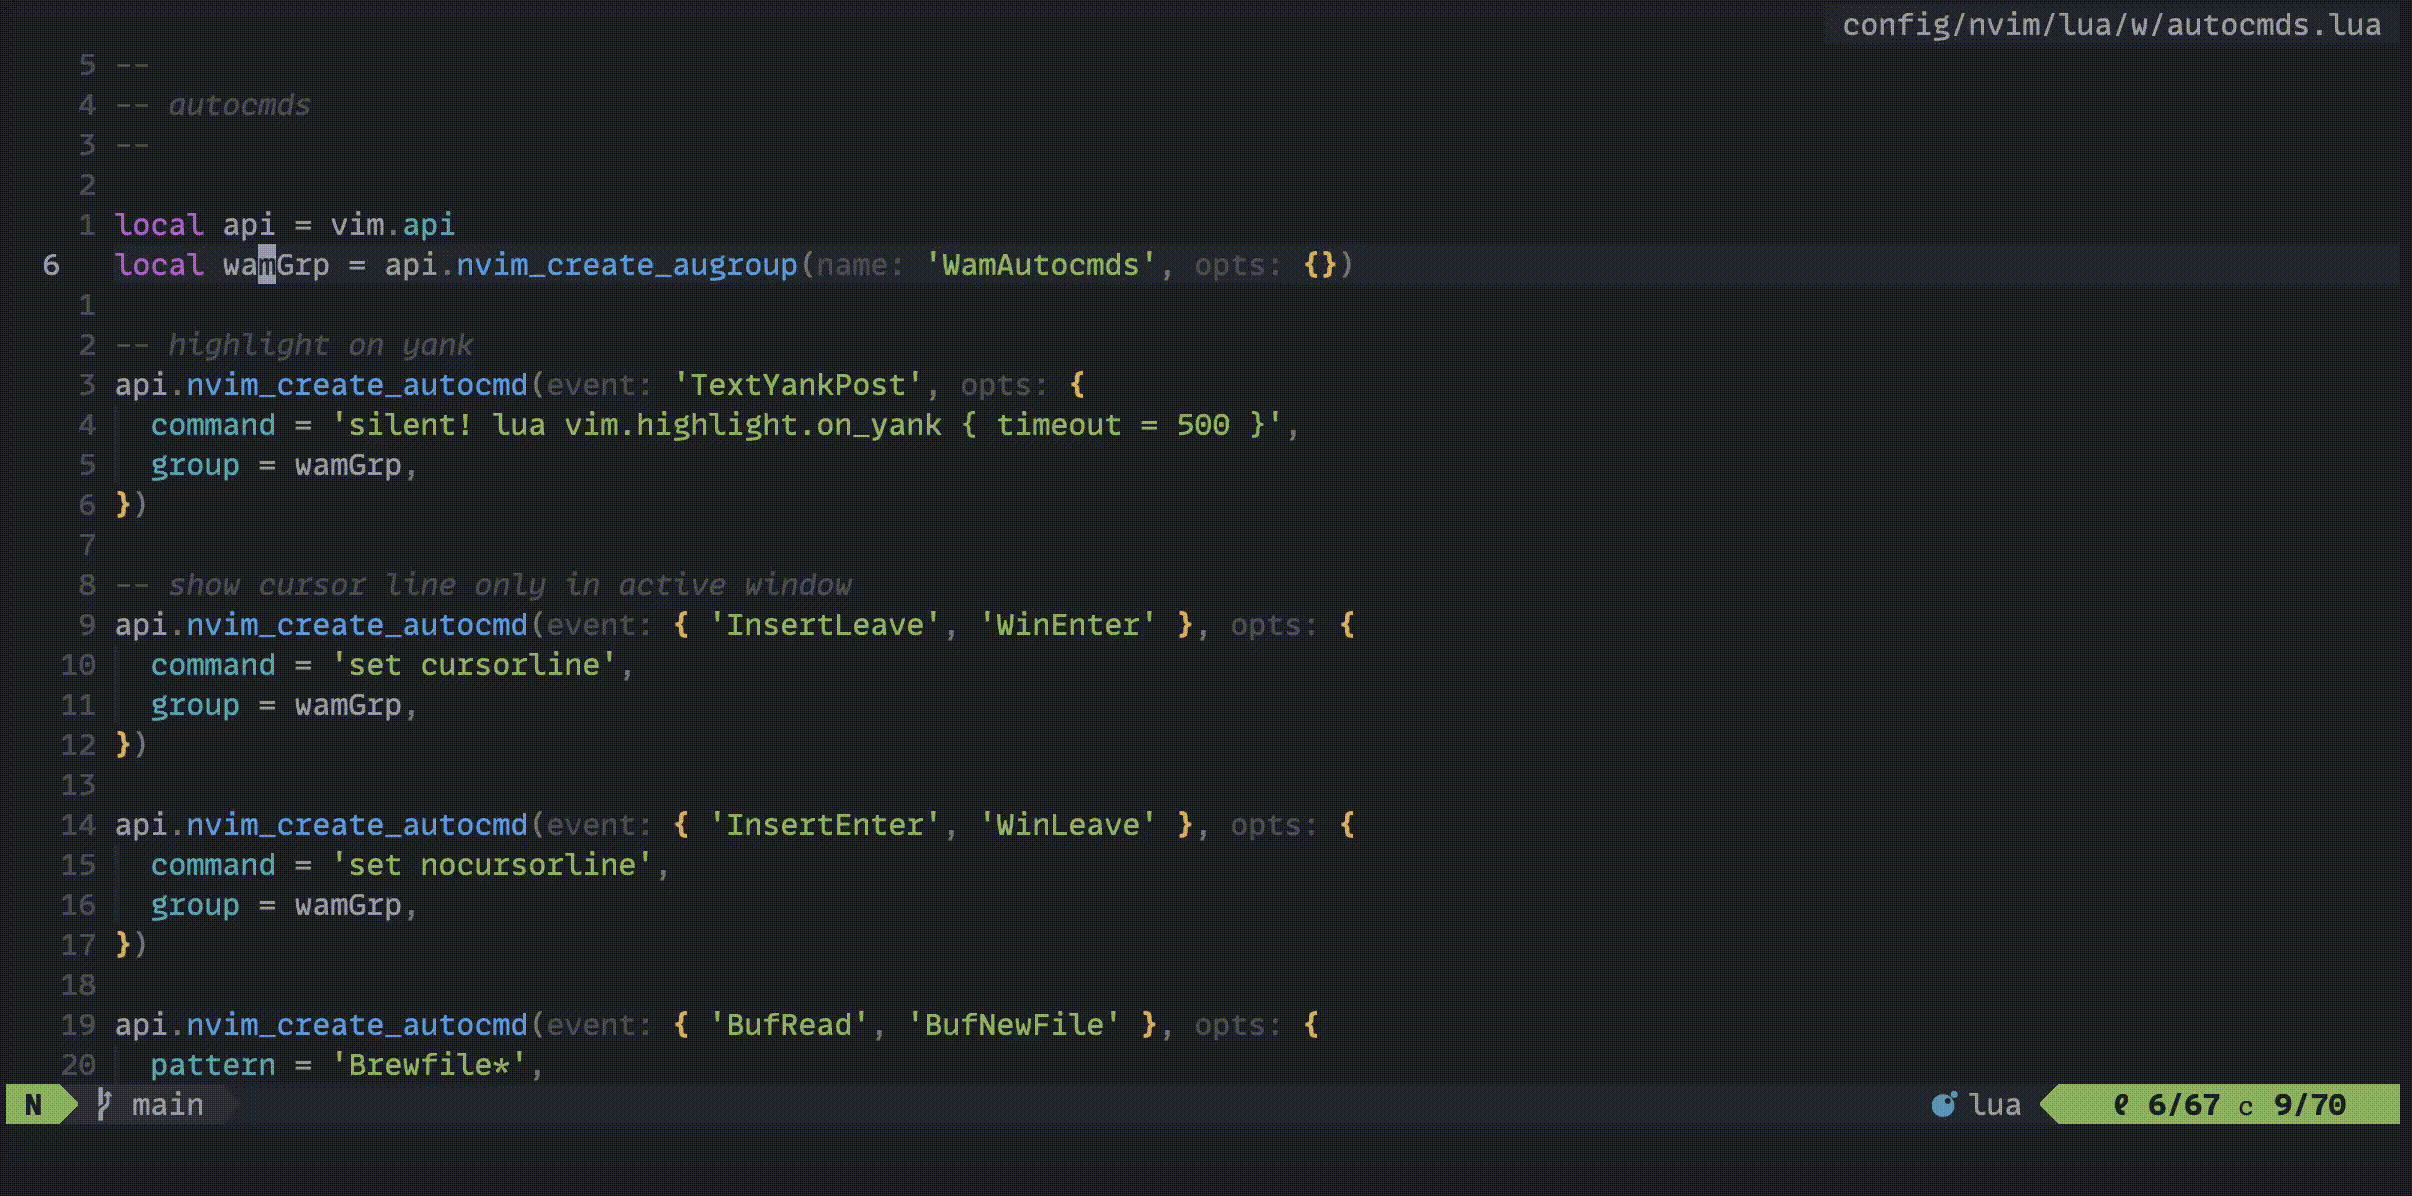 config/nvim/lua/w/autocmds.lua
5 --
4 -- autocmds
3 --
2
1 local api = vim.api
6 local wamGrp = api.nvim_create_augroup(name: 'WamAutocmds', opts: {})
1
2 -- highlight on yank
3 api.nvim_create_autocmd(event: 'TextYankPost', opts: {
4   command = 'silent! lua vim.highlight.on_yank { timeout = 500 }',
5   group = wamGrp,
6 })
7
8 -- show cursor line only in active window
9 api.nvim_create_autocmd(event: { 'InsertLeave', 'WinEnter' }, opts: {
10   command = 'set cursorline',
11   group = wamGrp,
12 })
13
14 api.nvim_create_autocmd(event: { 'InsertEnter', 'WinLeave' }, opts: {
15   command = 'set nocursorline',
16   group = wamGrp,
17 })
18
19 api.nvim_create_autocmd(event: { 'BufRead', 'BufNewFile' }, opts: {
20   pattern = 'Brewfile*',
N main lua ℓ 6/67 c 9/70